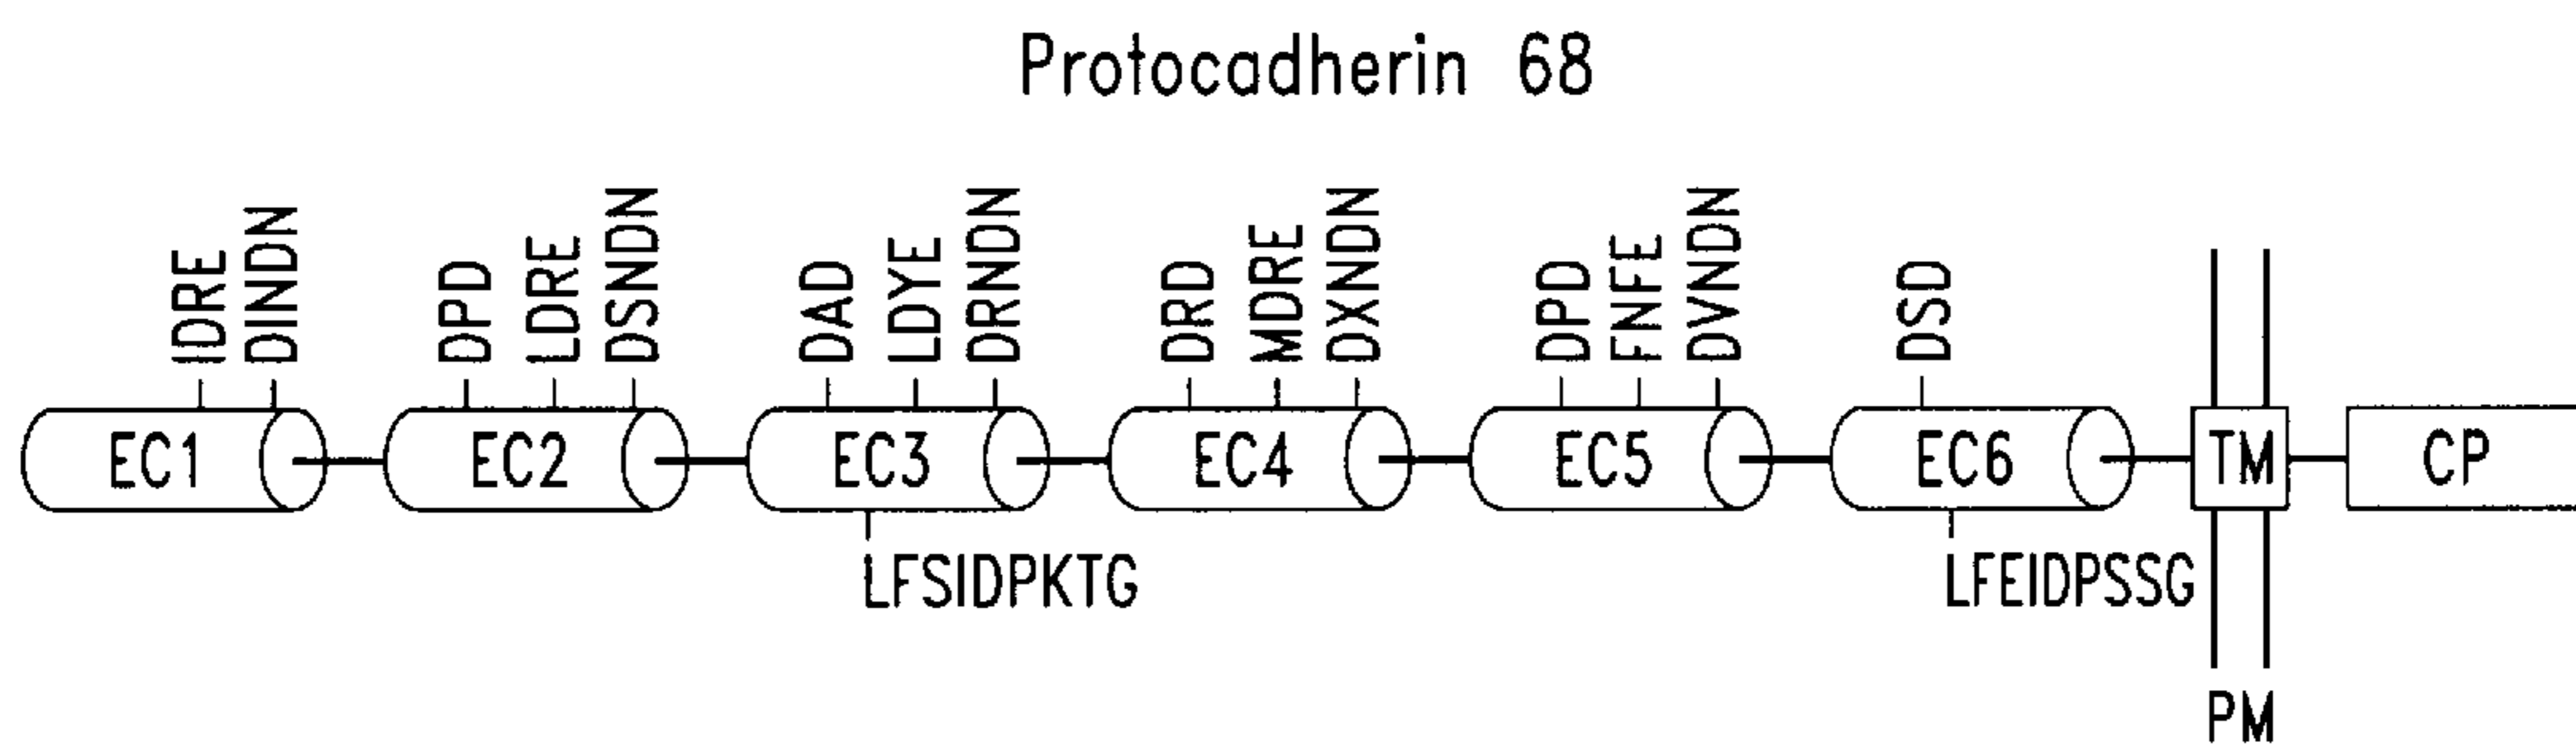 Protocadherin 68
IDRE DINDN DPD LDRE DSNDN DAD LDYE DRNDN DRD MDRE DXNDN DPD FNFE DVNDN DSD
EC1 EC2 EC3 EC4 EC5 EC6 TM CP
LFSIDPKTG LFEIDPSSG
PM